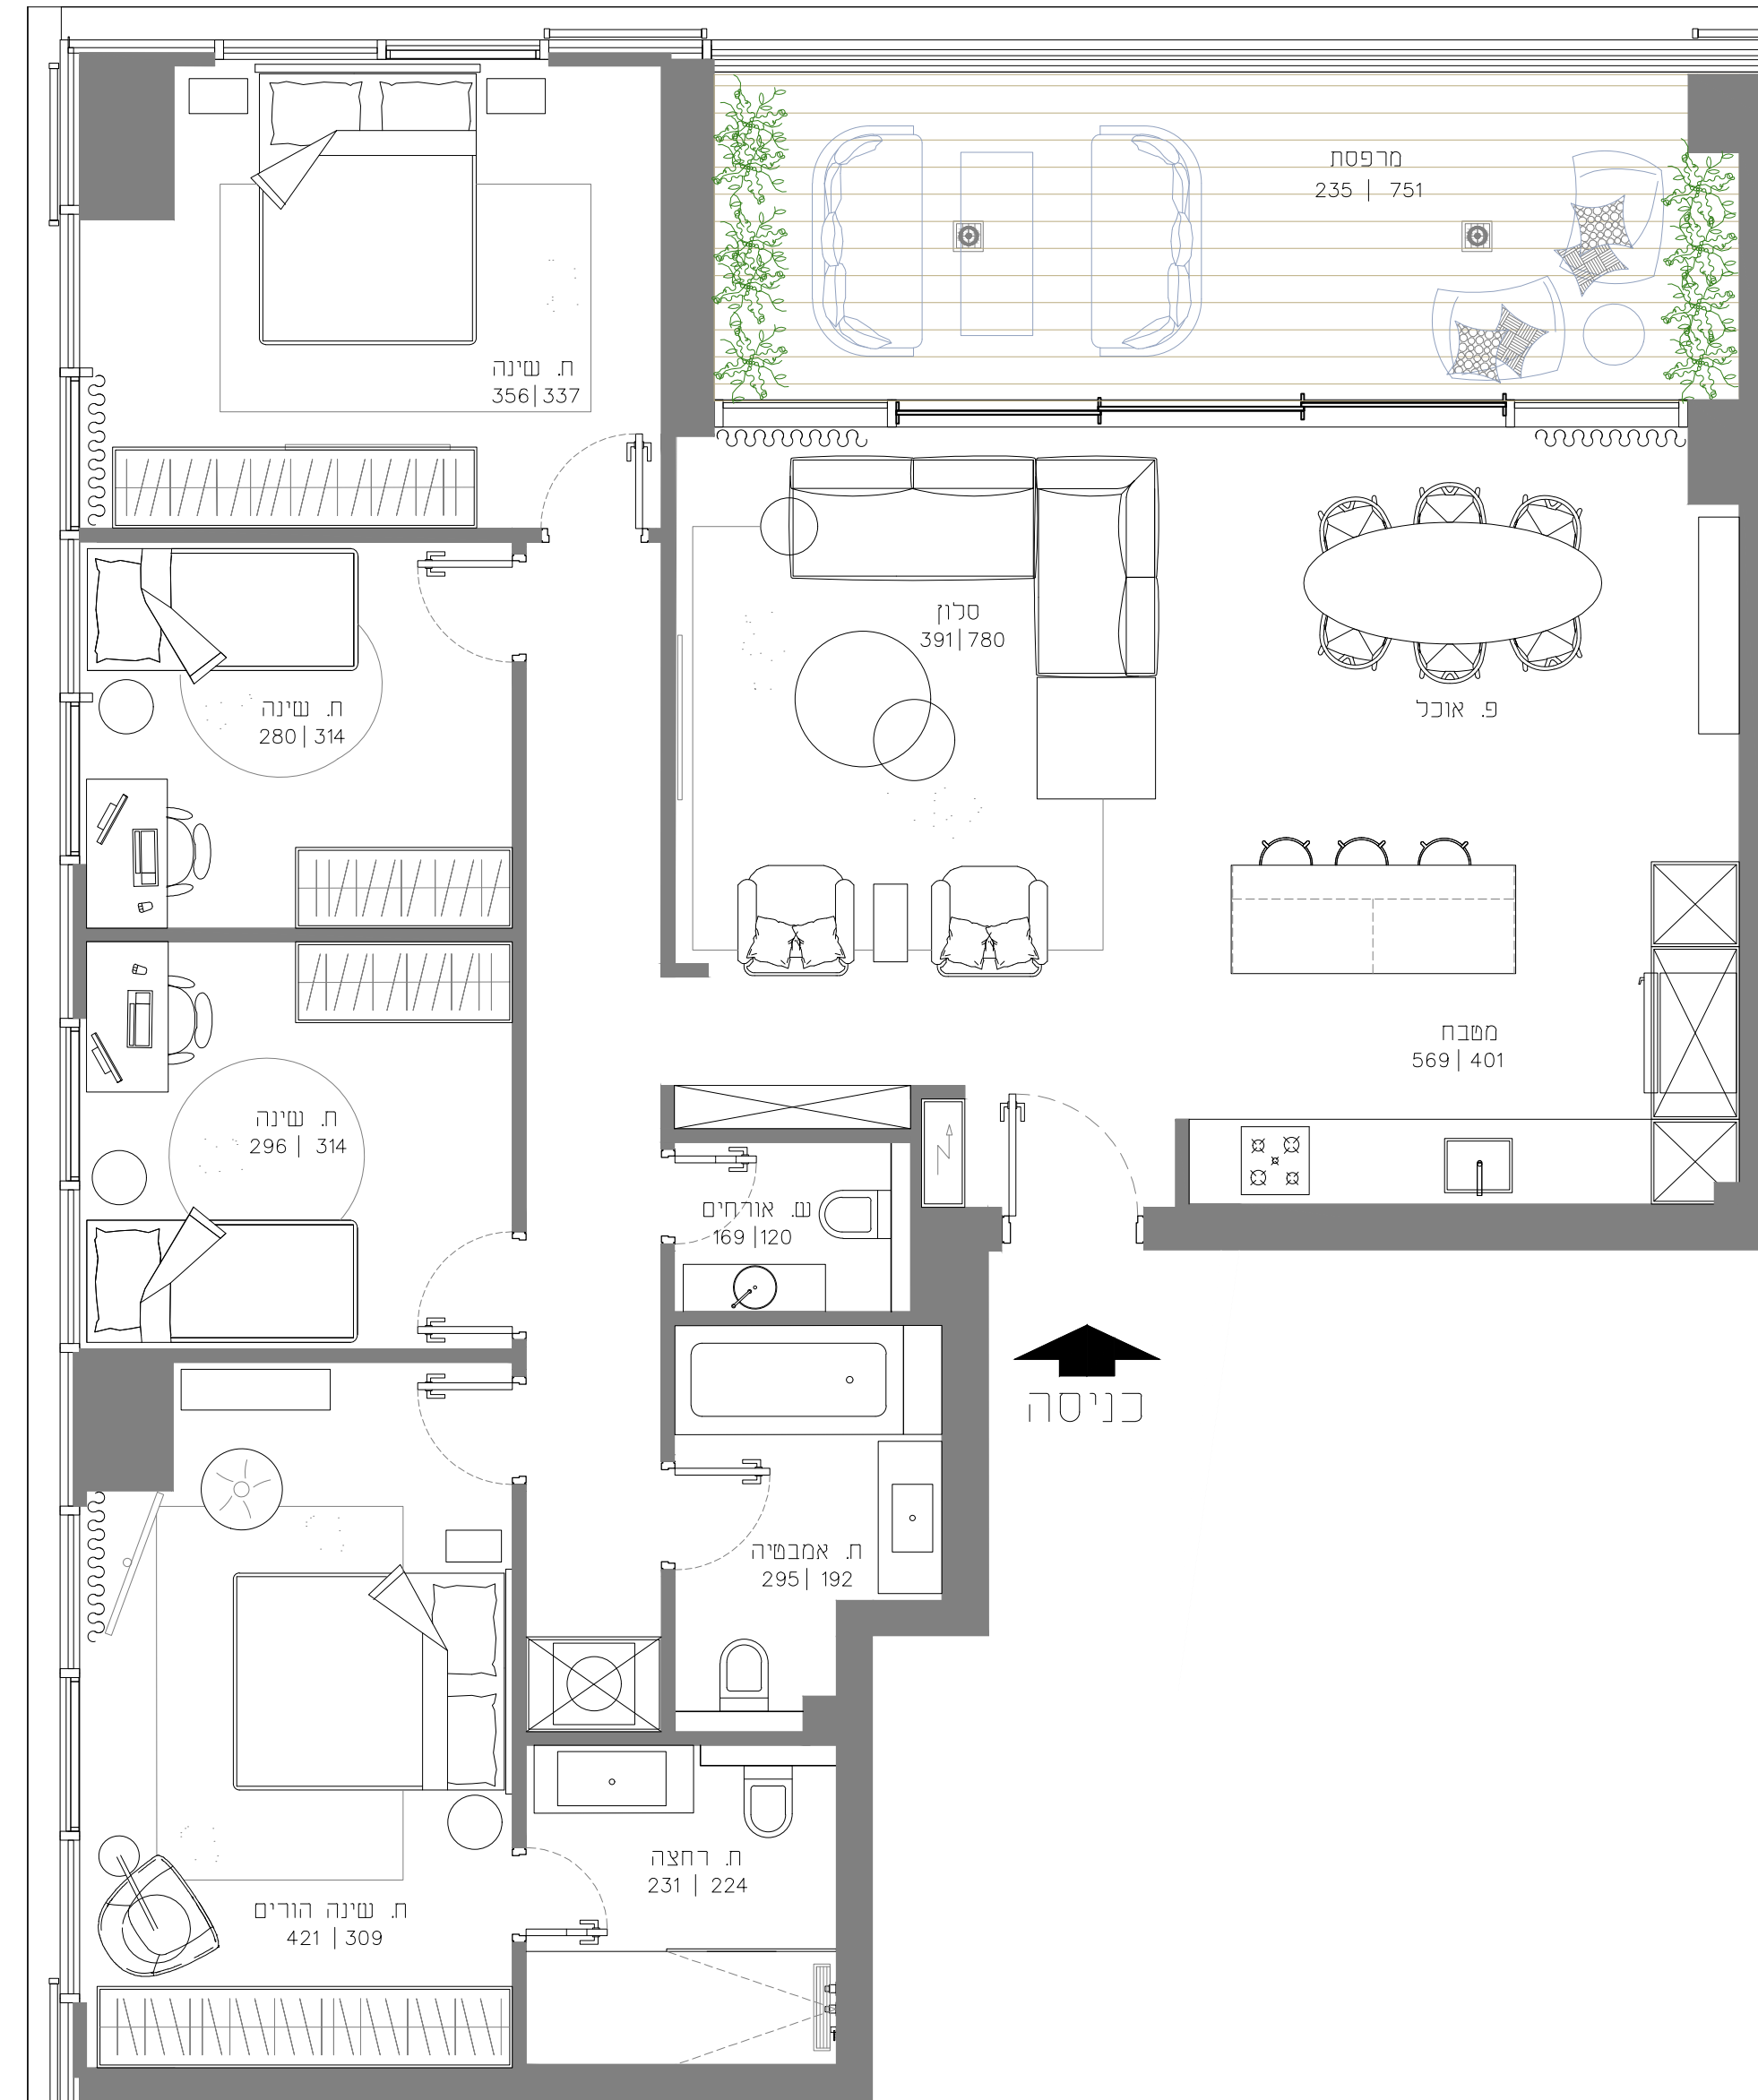 מרפסת
235 | 751
ח. שינה
356|337
סלון
391|780
פ. אוכל
ח. שינה
280|314
מטבח
569|401
ח. שינה
296| 314
ש. אורחים
169|120
כניסה
ח. אמבטיה
295| 192
ח. רחצה
231 | 224
ח. שינה הורים
421 |309